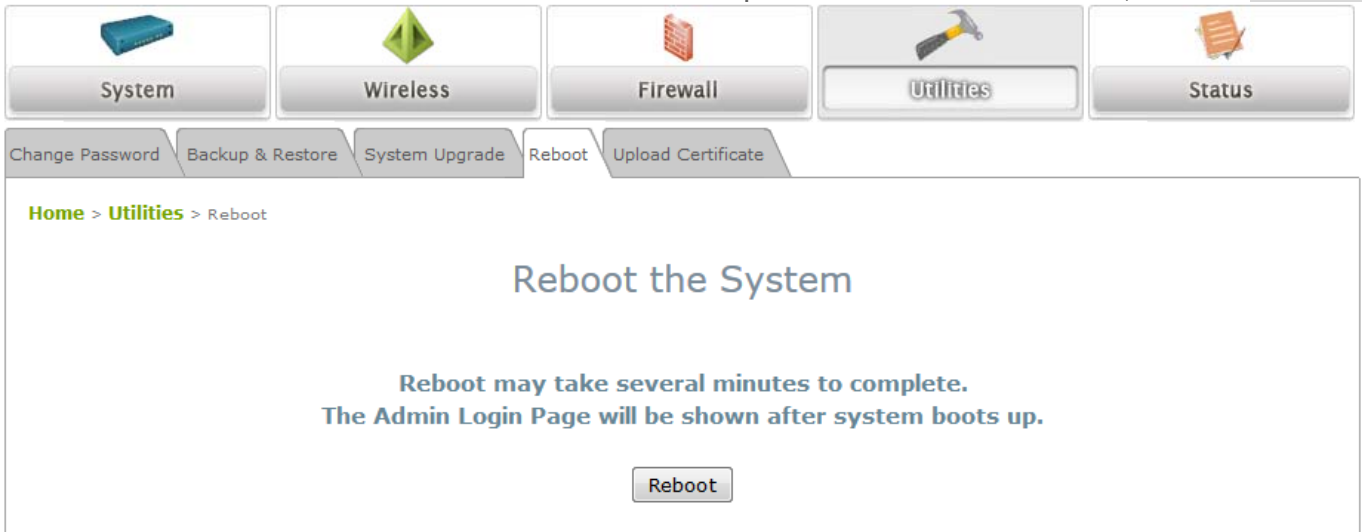 System Wireless Firewall Utilities Status
Change Password Backup & Restore System Upgrade Reboot Upload Certificate
Home > Utilities > Reboot
Reboot the System
Reboot may take several minutes to complete.
The Admin Login Page will be shown after system boots up.
Reboot